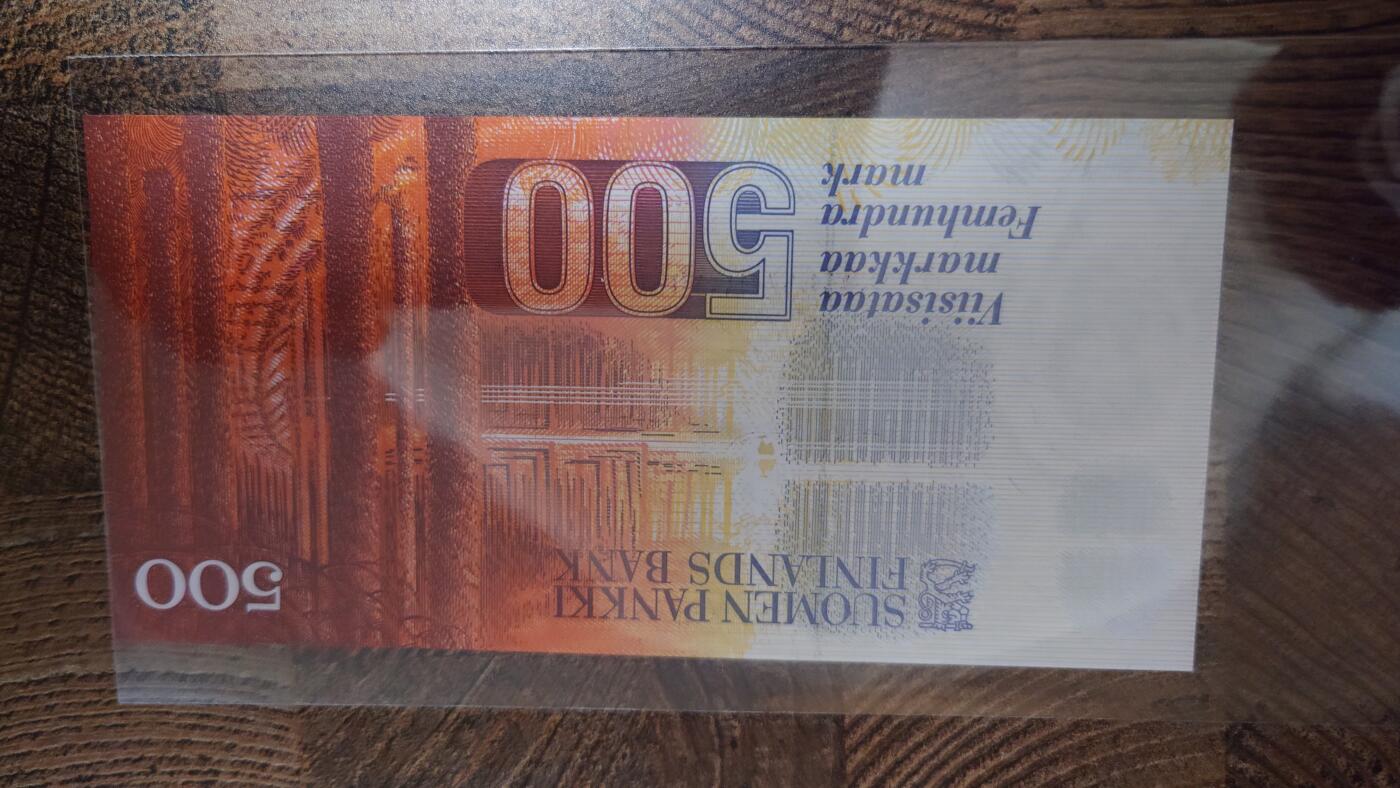 SUOMEN PANKKI
FINLANDS BANK
500
Viisisataa
markkaa
Femhundra
mark
500